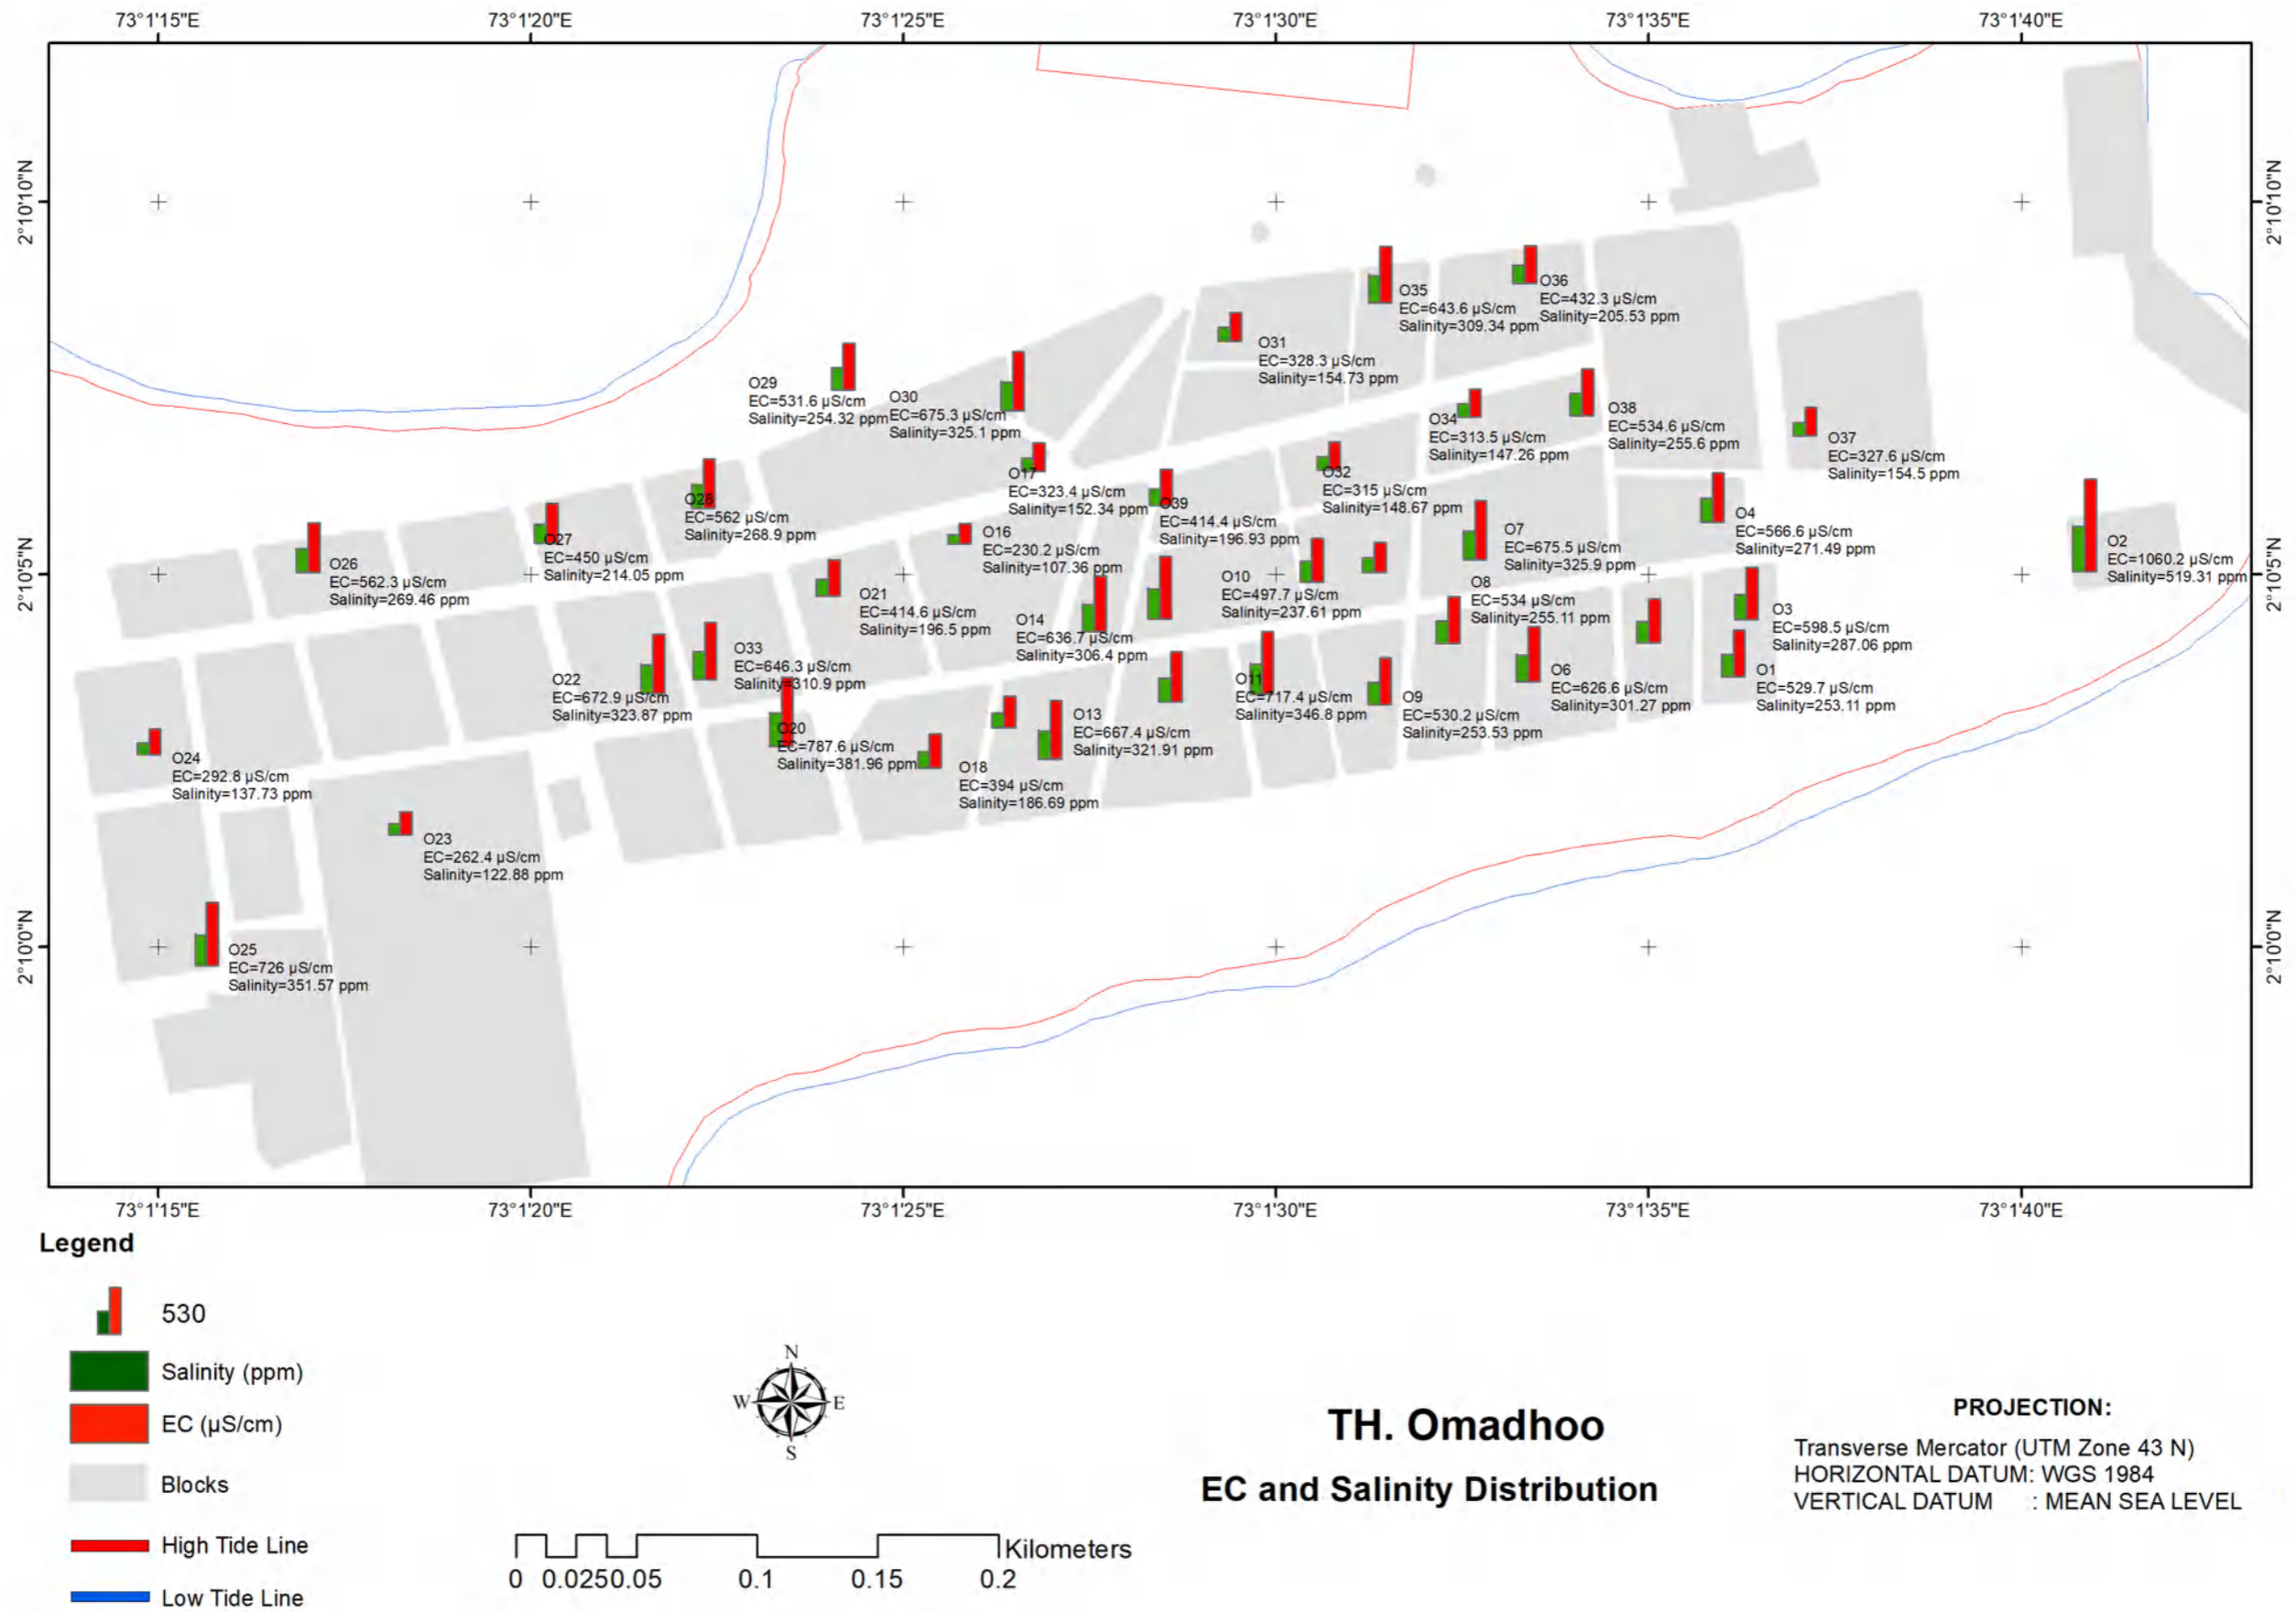 73°1'15"E
73°1'20"E
73°1'25"E
73°1'30"E
73°1'35"E
73°1'40"E
2°10'10"N
2°10'10"N
O36
EC=432.3 µS/cm
Salinity=205.53 ppm
O35
EC=643.6 µS/cm
Salinity=309.34 ppm
O31
EC=328.3 µS/cm
Salinity=154.73 ppm
O29
EC=531.6 µS/cm
Salinity=254.32 ppm
O30
EC=675.3 µS/cm
Salinity=325.1 ppm
O34
EC=313.5 µS/cm
Salinity=147.26 ppm
O38
EC=534.6 µS/cm
Salinity=255.6 ppm
O37
EC=327.6 µS/cm
Salinity=154.5 ppm
O17
EC=323.4 µS/cm
Salinity=152.34 ppm
O32
EC=315 µS/cm
Salinity=148.67 ppm
O28
EC=562 µS/cm
Salinity=268.9 ppm
O39
EC=414.4 µS/cm
Salinity=196.93 ppm
O4
EC=566.6 µS/cm
Salinity=271.49 ppm
O7
EC=675.5 µS/cm
Salinity=325.9 ppm
O16
EC=230.2 µS/cm
Salinity=107.36 ppm
O27
EC=450 µS/cm
Salinity=214.05 ppm
O2
EC=1060.2 µS/cm
Salinity=519.31 ppm
2°10'5"N
2°10'5"N
O26
EC=562.3 µS/cm
Salinity=269.46 ppm
O10
EC=497.7 µS/cm
Salinity=237.61 ppm
O8
EC=534 µS/cm
Salinity=255.11 ppm
O21
EC=414.6 µS/cm
Salinity=196.5 ppm
O3
EC=598.5 µS/cm
Salinity=287.06 ppm
O14
EC=636.7 µS/cm
Salinity=306.4 ppm
O33
EC=646.3 µS/cm
Salinity=310.9 ppm
O22
EC=672.9 µS/cm
Salinity=323.87 ppm
O11
EC=717.4 µS/cm
Salinity=346.8 ppm
O6
EC=626.6 µS/cm
Salinity=301.27 ppm
O1
EC=529.7 µS/cm
Salinity=253.11 ppm
O9
EC=530.2 µS/cm
Salinity=253.53 ppm
O13
EC=667.4 µS/cm
Salinity=321.91 ppm
O20
EC=787.6 µS/cm
Salinity=381.96 ppm
O24
EC=292.8 µS/cm
Salinity=137.73 ppm
O18
EC=394 µS/cm
Salinity=186.69 ppm
O23
EC=262.4 µS/cm
Salinity=122.88 ppm
2°10'0"N
2°10'0"N
O25
EC=726 µS/cm
Salinity=351.57 ppm
73°1'15"E
73°1'20"E
73°1'25"E
73°1'30"E
73°1'35"E
73°1'40"E
Legend
530
Salinity (ppm)
EC (µS/cm)
Blocks
High Tide Line
Low Tide Line
N
W
E
S
Kilometers
0 0.0250.05 0.1 0.15 0.2
TH. Omadhoo
EC and Salinity Distribution
PROJECTION:
Transverse Mercator (UTM Zone 43 N)
HORIZONTAL DATUM: WGS 1984
VERTICAL DATUM : MEAN SEA LEVEL